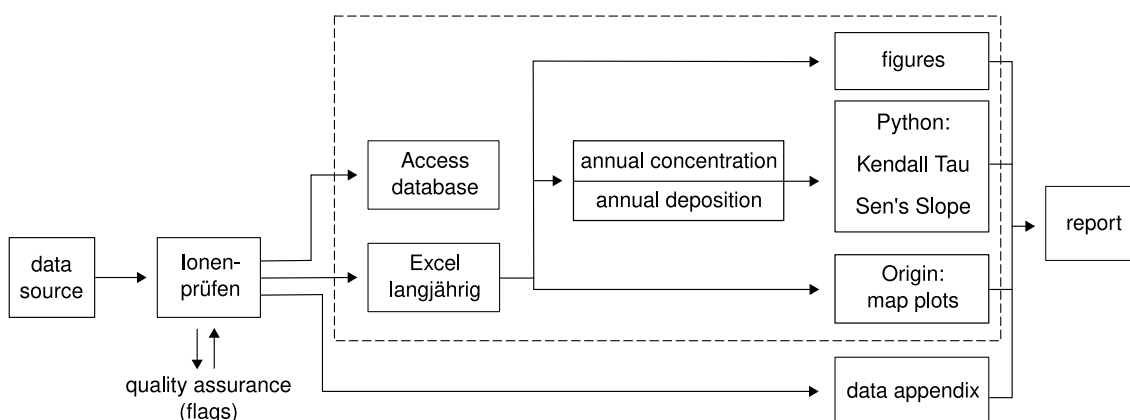 data
source
Ionen-
prüfen
quality assurance
(flags)
Access
database
Excel
langjährig
annual concentration
annual deposition
figures
Python:
Kendall Tau
Sen's Slope
Origin:
map plots
data appendix
report